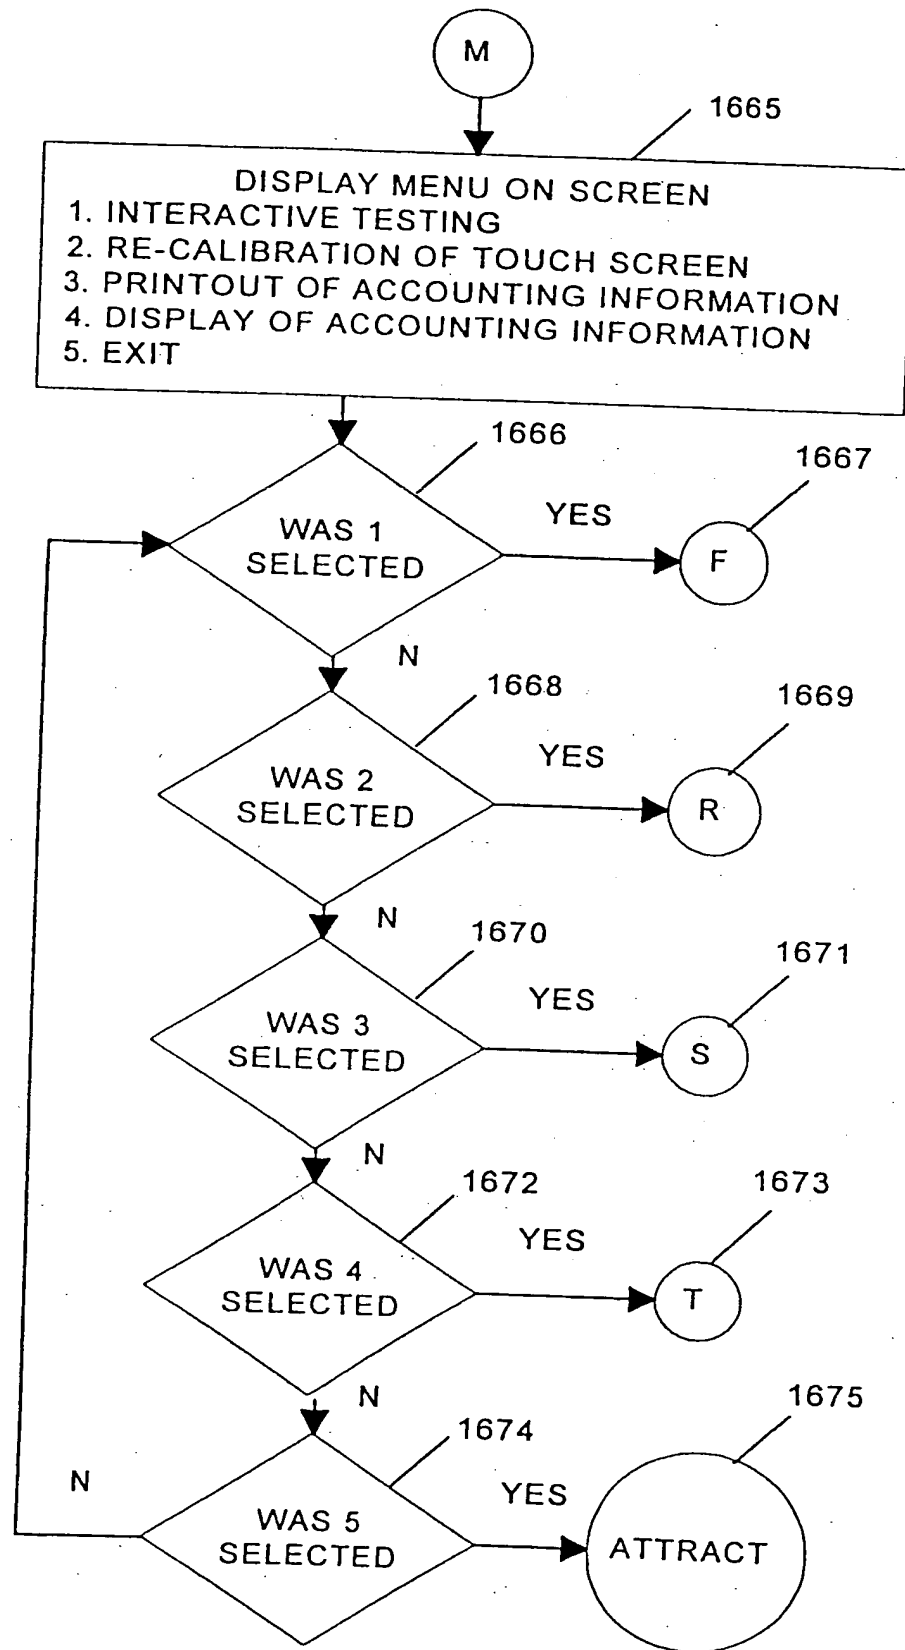 M
1665
DISPLAY MENU ON SCREEN
1. INTERACTIVE TESTING
2. RE-CALIBRATION OF TOUCH SCREEN
3. PRINTOUT OF ACCOUNTING INFORMATION
4. DISPLAY OF ACCOUNTING INFORMATION
5. EXIT
1666
1667
WAS 1
SELECTED
YES
F
N
1668
1669
WAS 2
SELECTED
YES
R
N
1670
1671
WAS 3
SELECTED
YES
S
N
1672
1673
WAS 4
SELECTED
YES
T
N
1674
1675
N
WAS 5
SELECTED
YES
ATTRACT